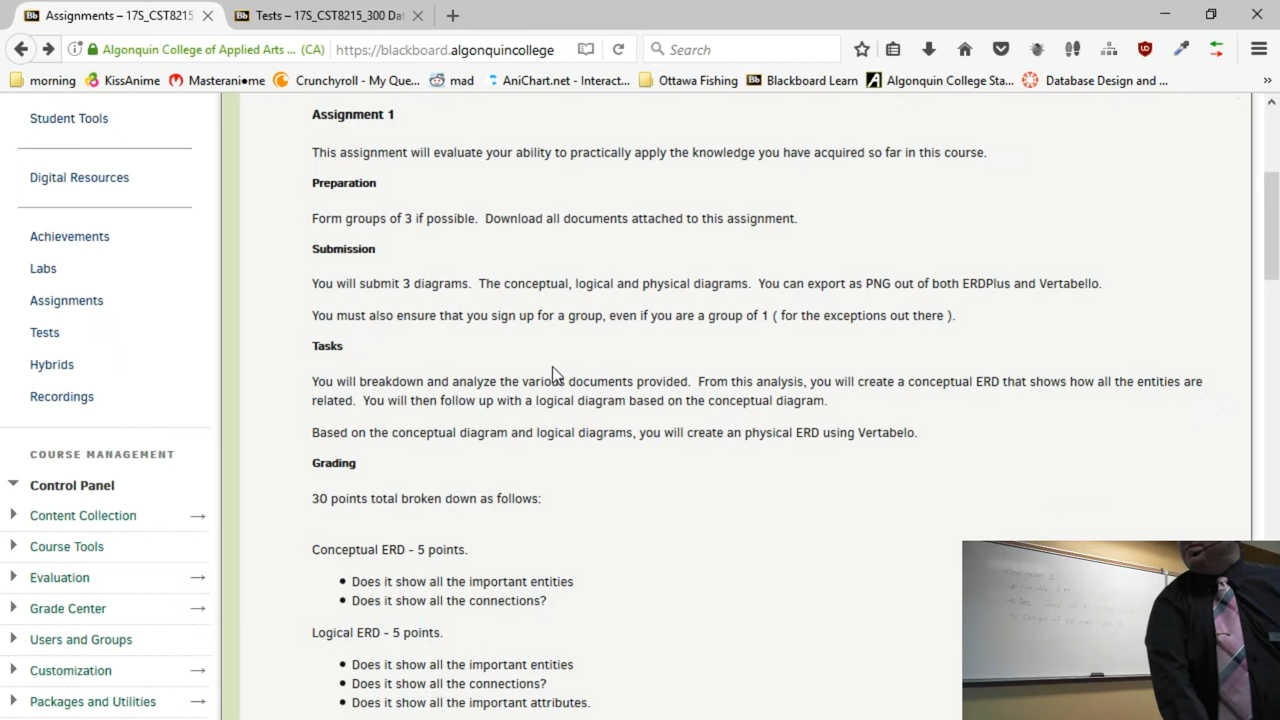 Assignments – 17S_CST8215
Tests – 17S_CST8215_300 Dat
Algonquin College of Applied Arts ... (CA)
https://blackboard.algonquincollege
Search
morning
KissAnime
Masterani●me
Crunchyroll - My Que...
mad
AniChart.net - Interact...
Ottawa Fishing
Blackboard Learn
Algonquin College Sta...
Database Design and ...
Student Tools
Digital Resources
Achievements
Labs
Assignments
Tests
Hybrids
Recordings
COURSE MANAGEMENT
Control Panel
Content Collection
Course Tools
Evaluation
Grade Center
Users and Groups
Customization
Packages and Utilities
Assignment 1
This assignment will evaluate your ability to practically apply the knowledge you have acquired so far in this course.
Preparation
Form groups of 3 if possible. Download all documents attached to this assignment.
Submission
You will submit 3 diagrams. The conceptual, logical and physical diagrams. You can export as PNG out of both ERDPlus and Vertabello.
You must also ensure that you sign up for a group, even if you are a group of 1 ( for the exceptions out there ).
Tasks
You will breakdown and analyze the various documents provided. From this analysis, you will create a conceptual ERD that shows how all the entities are
related. You will then follow up with a logical diagram based on the conceptual diagram.
Based on the conceptual diagram and logical diagrams, you will create an physical ERD using Vertabelo.
Grading
30 points total broken down as follows:
Conceptual ERD - 5 points.
• Does it show all the important entities
• Does it show all the connections?
Logical ERD - 5 points.
• Does it show all the important entities
• Does it show all the connections?
• Does it show all the important attributes.